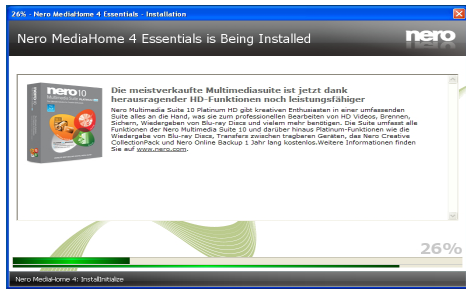 26% - Nero MediaHome 4 Essentials - Installation
Nero MediaHome 4 Essentials is Being Installed
nero
nero 10
Multimedia Suite Platinum HD
Die meistverkaufte Multimediasuite ist jetzt dank
herausragender HD-Funktionen noch leistungsfähiger
Nero Multimedia Suite 10 Platinum HD gibt kreativen Enthusiasten in einer umfassenden
Suite alles an die Hand, was sie zum professionellen Bearbeiten von HD Videos, Brennen,
Sichern, Wiedergeben von Blu-ray Discs und vielem mehr benötigen. Die Suite umfasst alle
Funktionen der Nero Multimedia Suite 10 und darüber hinaus Platinum-Funktionen wie die
Wiedergabe von Blu-ray Discs, Transfers zwischen tragbaren Geräten, das Nero Creative
CollectionPack und Nero Online Backup 1 Jahr lang kostenlos.Weitere Informationen finden
Sie auf www.nero.com.
26%
Nero MediaHome 4: InstallInitialize